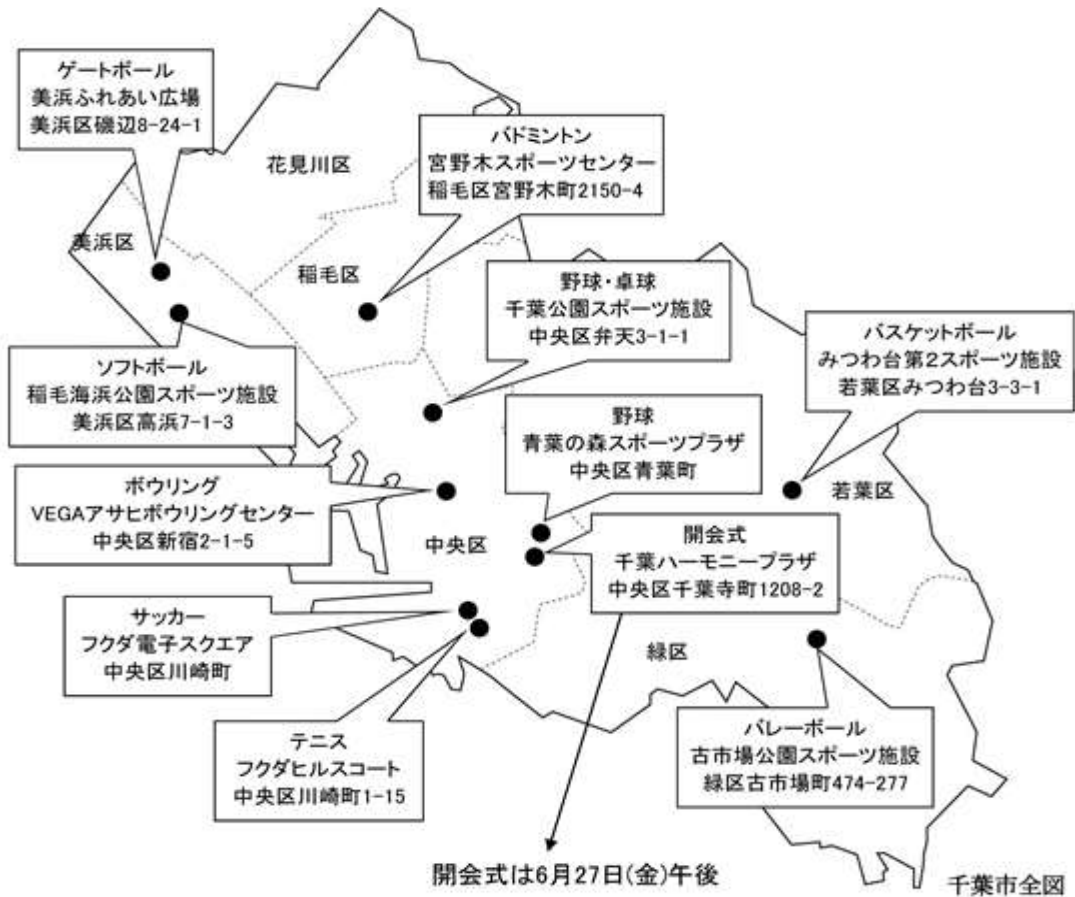 ゲートボール
美浜ふれあい広場
美浜区磯辺8-24-1
花見川区
バドミントン
宮野木スポーツセンター
稲毛区宮野木町2150-4
美浜区
稲毛区
野球・卓球
千葉公園スポーツ施設
中央区弁天3-1-1
バスケットボール
みつわ台第2スポーツ施設
若葉区みつわ台3-3-1
ソフトボール
稲毛海浜公園スポーツ施設
美浜区高浜7-1-3
野球
青葉の森スポーツプラザ
中央区青葉町
ボウリング
VEGAアサヒボウリングセンター
中央区新宿2-1-5
若葉区
中央区
開会式
千葉ハーモニープラザ
中央区千葉寺町1208-2
サッカー
フクダ電子スクエア
中央区川崎町
緑区
テニス
フクダヒルスコート
中央区川崎町1-15
バレーボール
古市場公園スポーツ施設
緑区古市場町474-277
開会式は6月27日(金)午後
千葉市全図